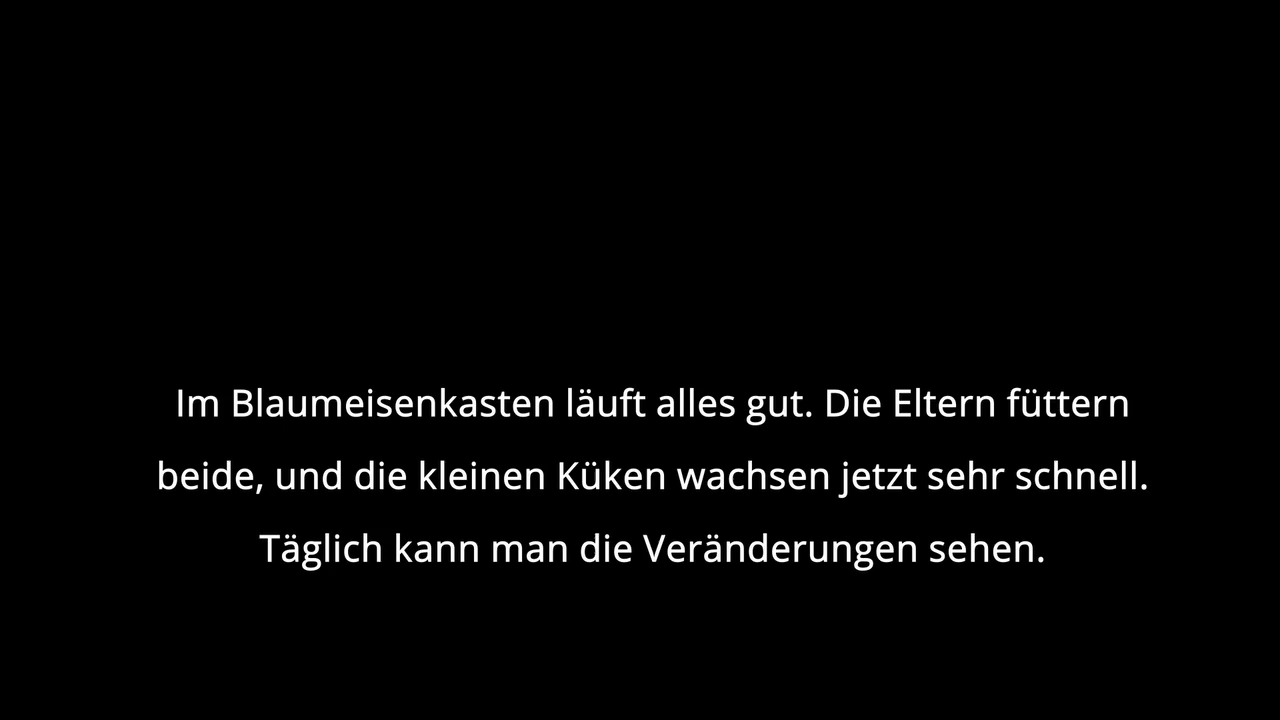 Im Blaumeisenkasten läuft alles gut. Die Eltern füttern
beide, und die kleinen Küken wachsen jetzt sehr schnell.
Täglich kann man die Veränderungen sehen.